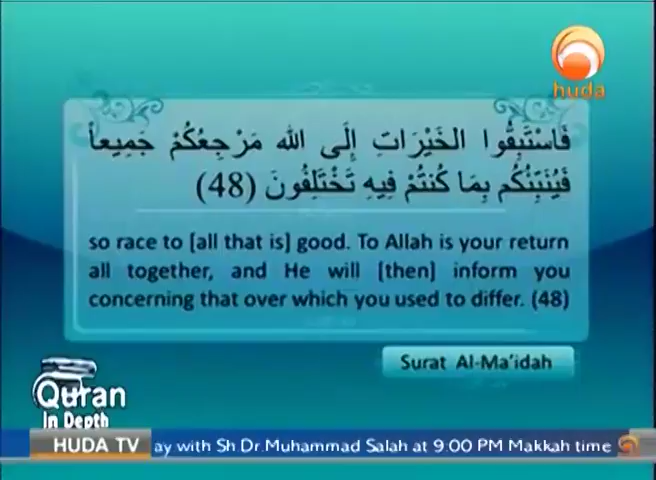 huda
فَاسْتَبِقُوا الخَيْرَاتِ إِلَى الله مَرْجِعُكُمْ جَمِيعاً
فَيُنَبِّئُكُم بِمَا كُنتُمْ فِيهِ تَخْتَلِفُونَ (48)
so race to [all that is] good. To Allah is your return
all together, and He will [then] inform you
concerning that over which you used to differ. (48)
Surat Al-Ma'idah
Quran
In Depth
HUDA TV ay with Sh.Dr.Muhammad Salah at 9:00 PM Makkah time